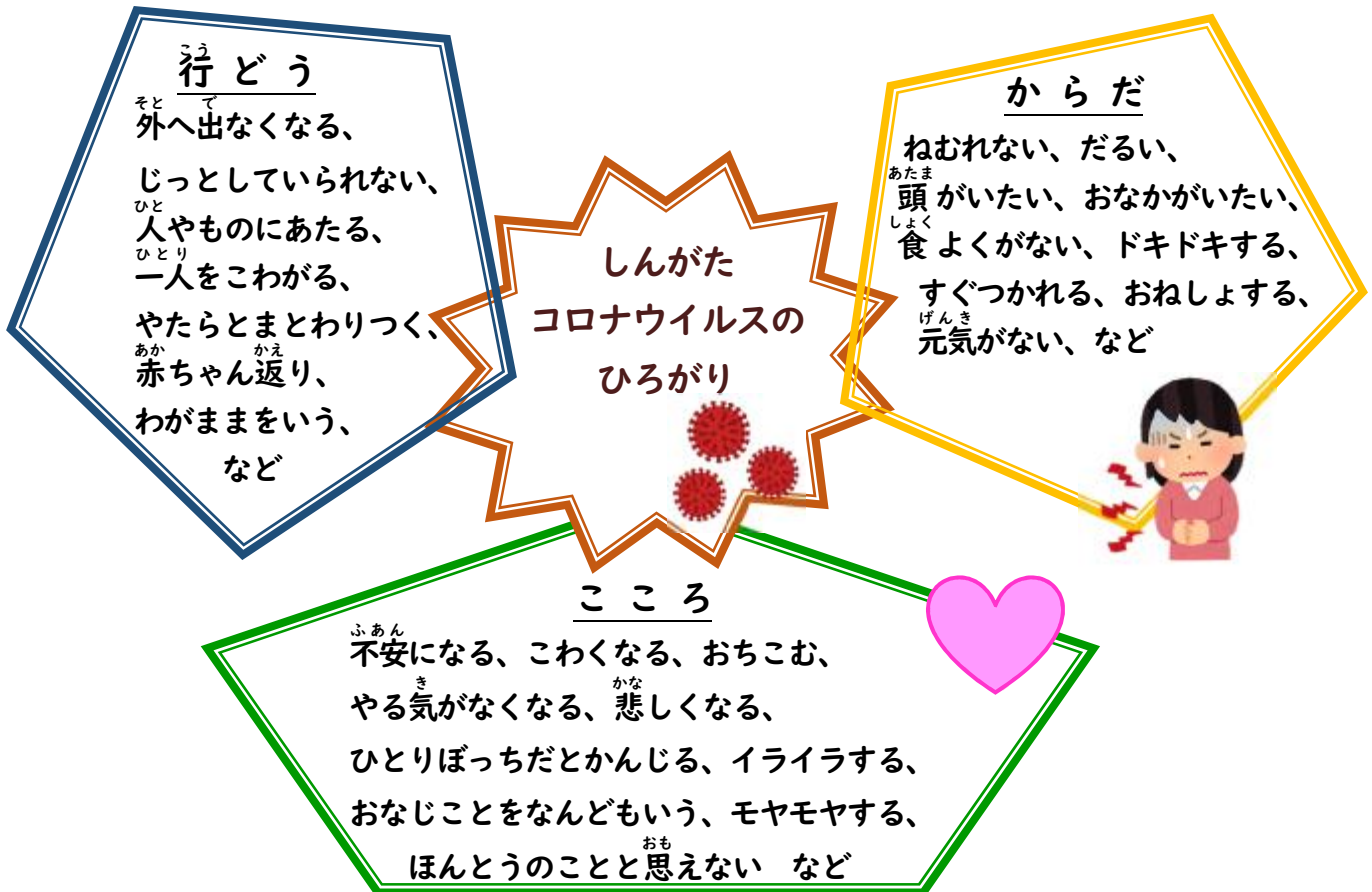 行どう
外へ出なくなる、
じっとしていられない、
人やものにあたる、
一人をこわがる、
やたらとまとわりつく、
赤ちゃん返り、
わがままをいう、
など
しんがた
コロナウイルスの
ひろがり
からだ
ねむれない、だるい、
頭がいたい、おなかがいたい、
食よくがない、ドキドキする、
すぐつかれる、おねしょする、
元気がない、など
こころ
不安になる、こわくなる、おちこむ、
やる気がなくなる、悲しくなる、
ひとりぼっちだとかんじる、イライラする、
おなじことをなんどもいう、モヤモヤする、
ほんとうのことと思えない　など